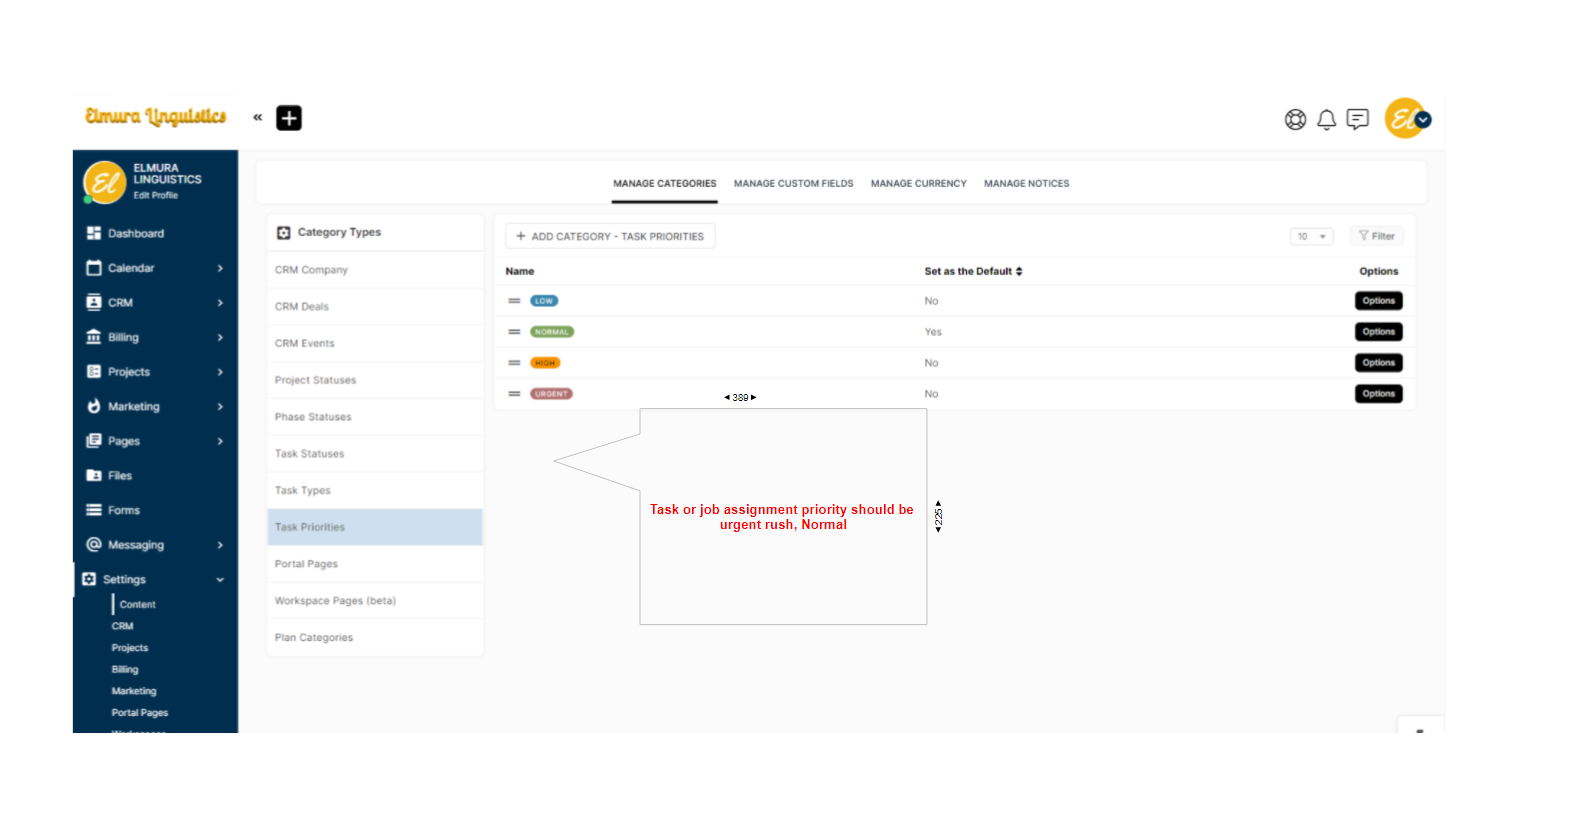 Elmura Linguistics
«
ELMURA
LINGUISTICS
Edit Profile
Dashboard
Calendar
CRM
Billing
Projects
Marketing
Pages
Files
Forms
Messaging
Settings
Content
CRM
Projects
Billing
Marketing
Portal Pages
El
El
MANAGE CATEGORIES MANAGE CUSTOM FIELDS MANAGE CURRENCY MANAGE NOTICES
Category Types
CRM Company
CRM Deals
CRM Events
Project Statuses
Phase Statuses
Task Statuses
Task Types
Task Priorities
Portal Pages
Workspace Pages (beta)
Plan Categories
+ ADD CATEGORY - TASK PRIORITIES
10
Filter
Name Set as the Default Options
LOW No Options
NORMAL Yes Options
HIGH No Options
URGENT No Options
389
Task or job assignment priority should be
urgent rush, Normal
225